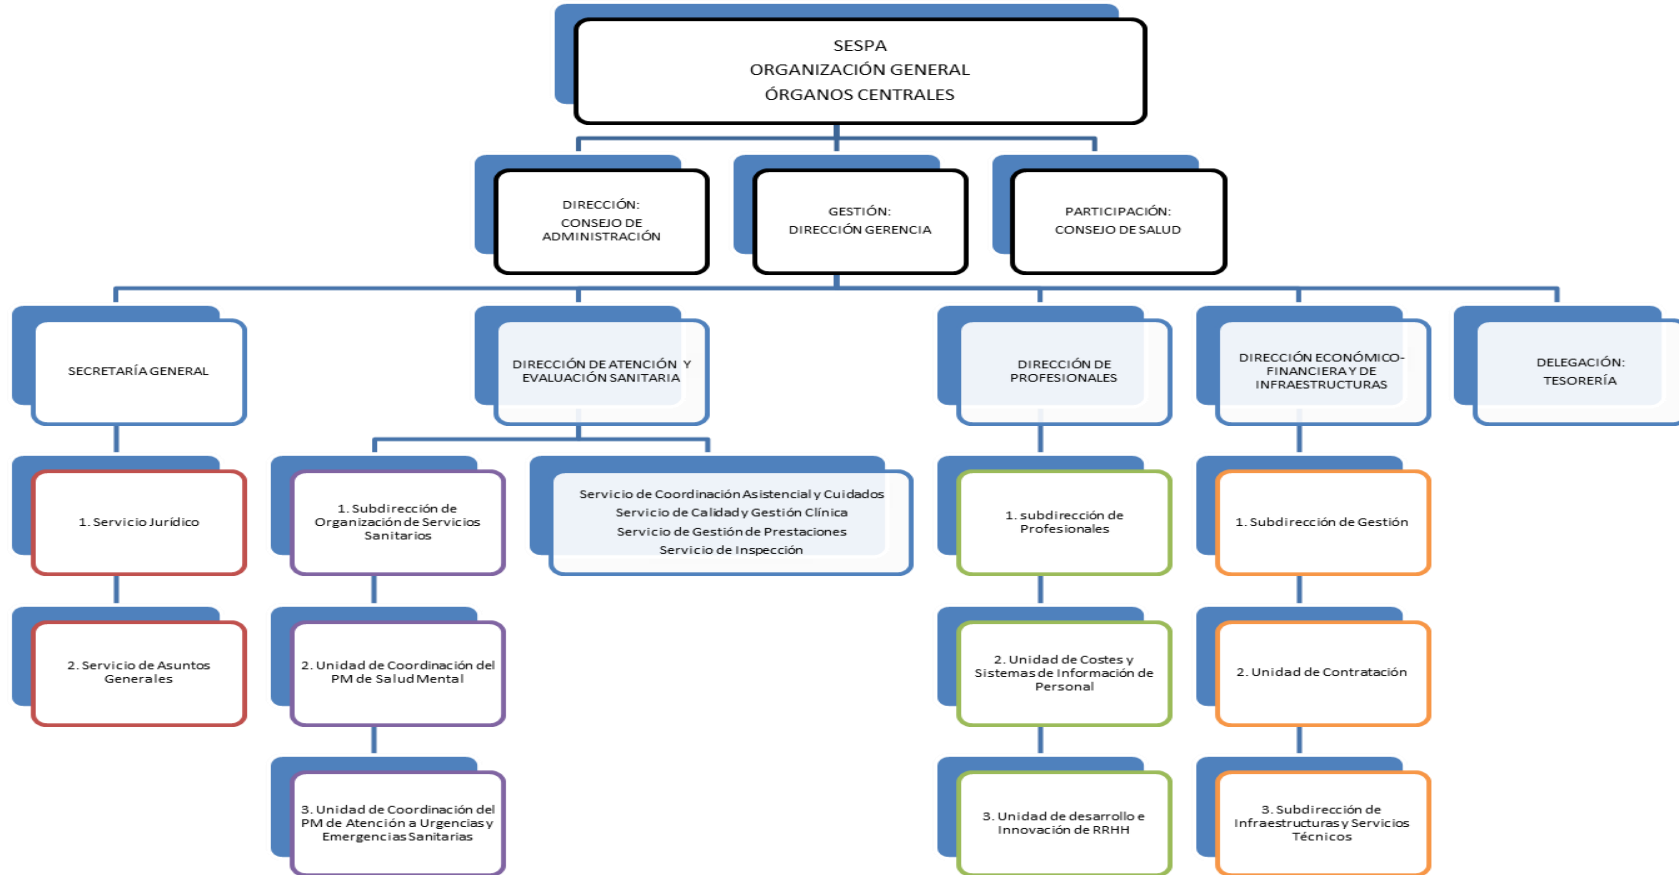 SESPA
ORGANIZACIÓN GENERAL
ÓRGANOS CENTRALES
DIRECCIÓN:
CONSEJO DE
ADMINISTRACIÓN
GESTIÓN:
DIRECCIÓN GERENCIA
PARTICIPACIÓN:
CONSEJO DE SALUD
SECRETARÍA GENERAL
DIRECCIÓN DE ATENCIÓN Y
EVALUACIÓN SANITARIA
DIRECCIÓN DE
PROFESIONALES
DIRECCIÓN ECONÓMICO-
FINANCIERA Y DE
INFRAESTRUCTURAS
DELEGACIÓN:
TESORERÍA
1. Servicio Jurídico
1. Subdirección de
Organización de Servicios
Sanitarios
Servicio de Coordinación Asistencial y Cuidados
Servicio de Calidad y Gestión Clínica
Servicio de Gestión de Prestaciones
Servicio de Inspección
1. subdirección de
Profesionales
1. Subdirección de Gestión
2. Servicio de Asuntos
Generales
2. Unidad de Coordinación del
PM de Salud Mental
2. Unidad de Costes y
Sistemas de Información de
Personal
2. Unidad de Contratación
3. Unidad de Coordinación del
PM de Atención a Urgencias y
Emergencias Sanitarias
3. Unidad de desarrollo e
Innovación de RRHH
3. Subdirección de
Infraestructuras y Servicios
Técnicos